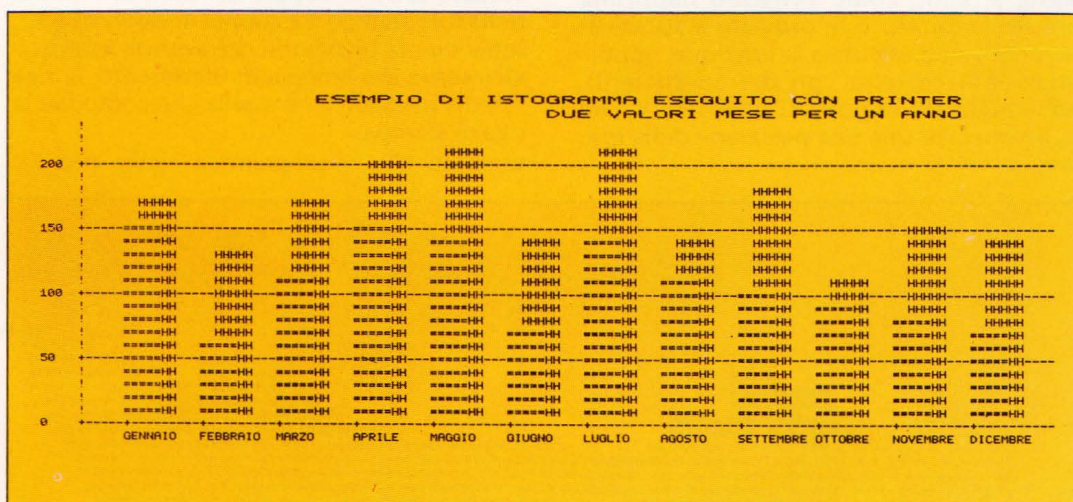 ESEMPIO DI ISTOGRAMMA ESEGUITO CON PRINTER
DUE VALORI MESE PER UN ANNO
200
150
100
50
0
GENNAIO FEBBRAIO MARZO APRILE MAGGIO GIUGNO LUGLIO AGOSTO SETTEMBRE OTTOBRE NOVEMBRE DICEMBRE